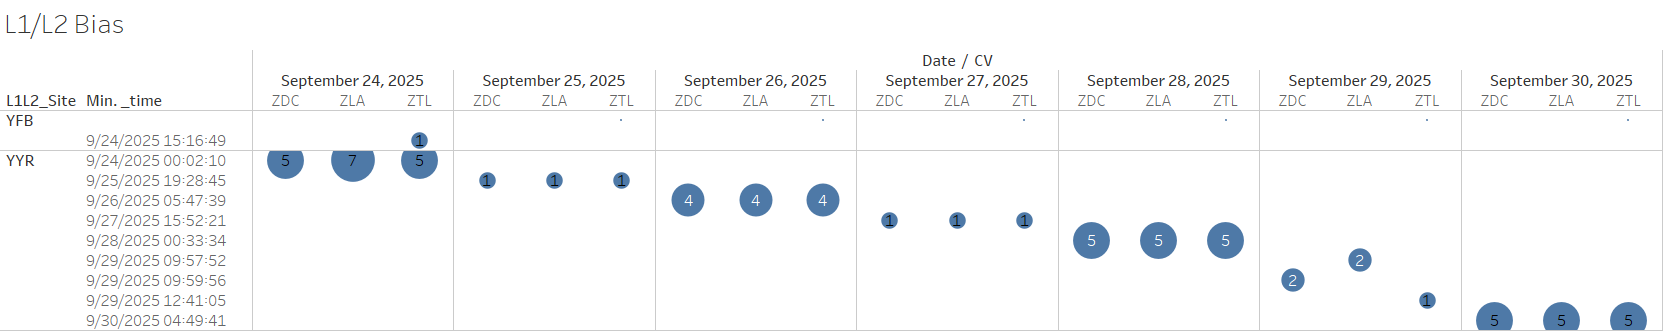 L1/L2 Bias
Date / CV
September 24, 2025 September 25, 2025 September 26, 2025 September 27, 2025 September 28, 2025 September 29, 2025 September 30, 2025
L1L2_Site Min. _time ZDC ZLA ZTL ZDC ZLA ZTL ZDC ZLA ZTL ZDC ZLA ZTL ZDC ZLA ZTL ZDC ZLA ZTL ZDC ZLA ZTL
YFB
9/24/2025 15:16:49 1
YYR 9/24/2025 00:02:10 5 7 5
9/25/2025 19:28:45 1 1 1
9/26/2025 05:47:39 4 4 4
9/27/2025 15:52:21 1 1 1
9/28/2025 00:33:34 5 5 5
9/29/2025 09:57:52 2
9/29/2025 09:59:56 2
9/29/2025 12:41:05 1
9/30/2025 04:49:41 5 5 5